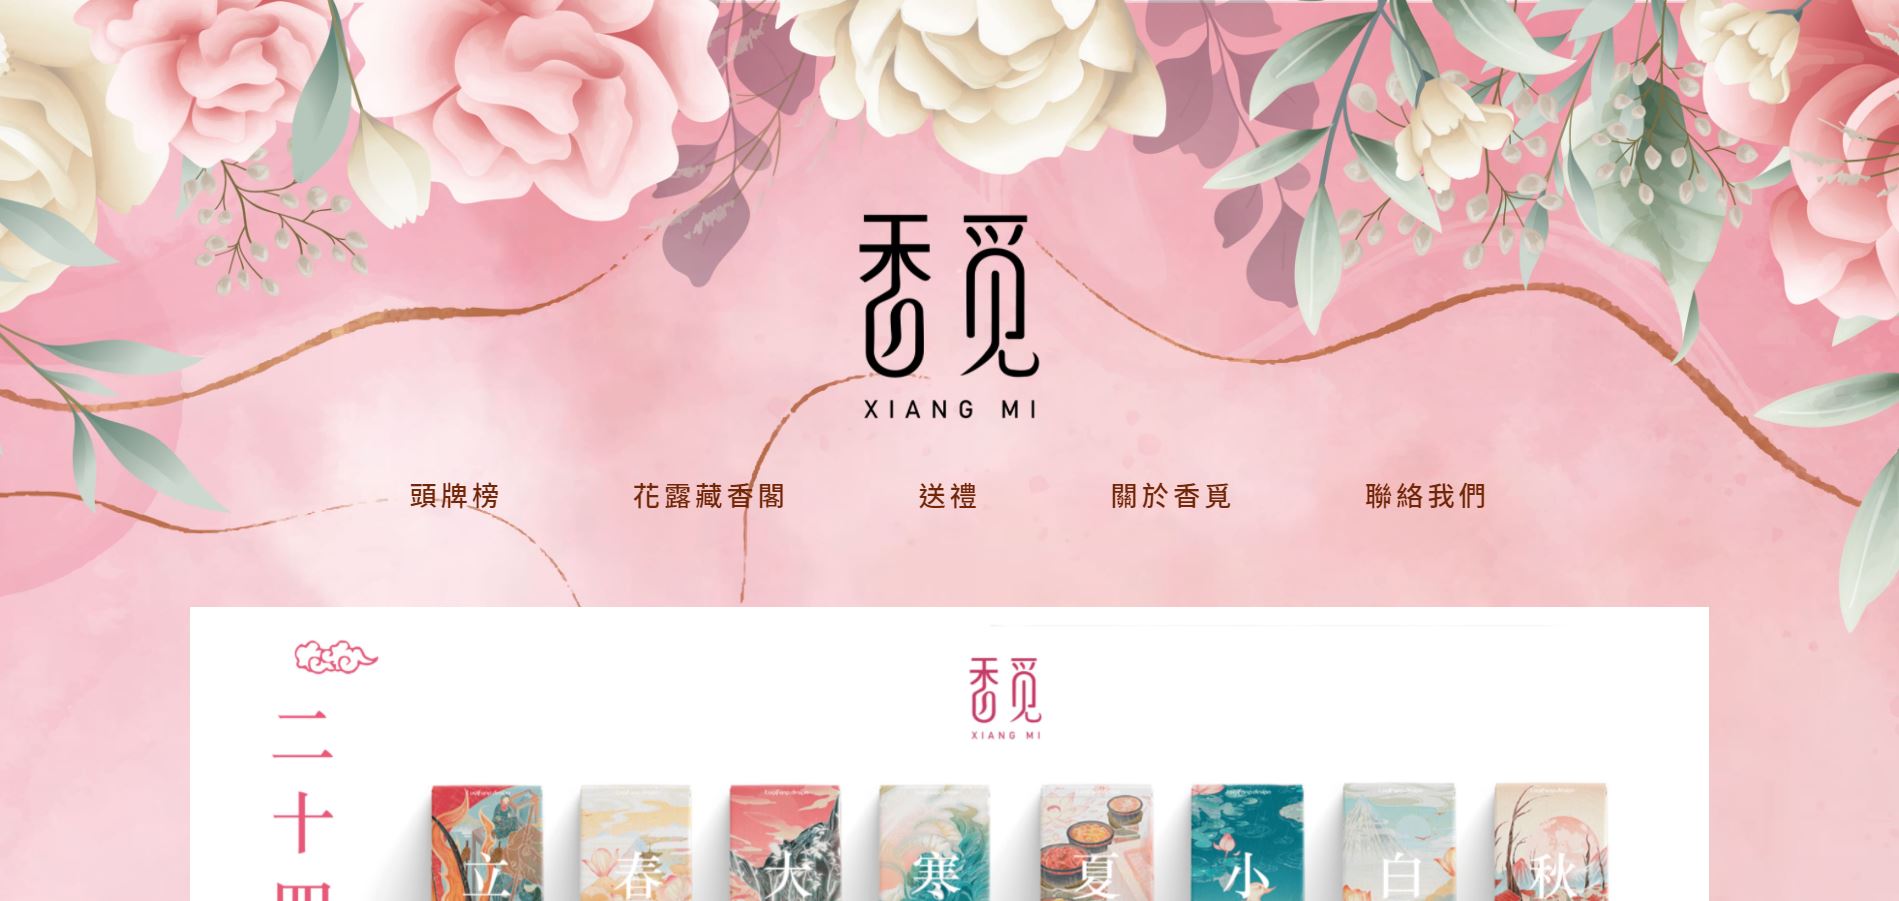 香觅
XIANG MI
頭牌榜
花露藏香閣
送禮
關於香覓
聯絡我們
香觅
XIANG MI
二十
立
春
大
寒
夏
小
白
秋